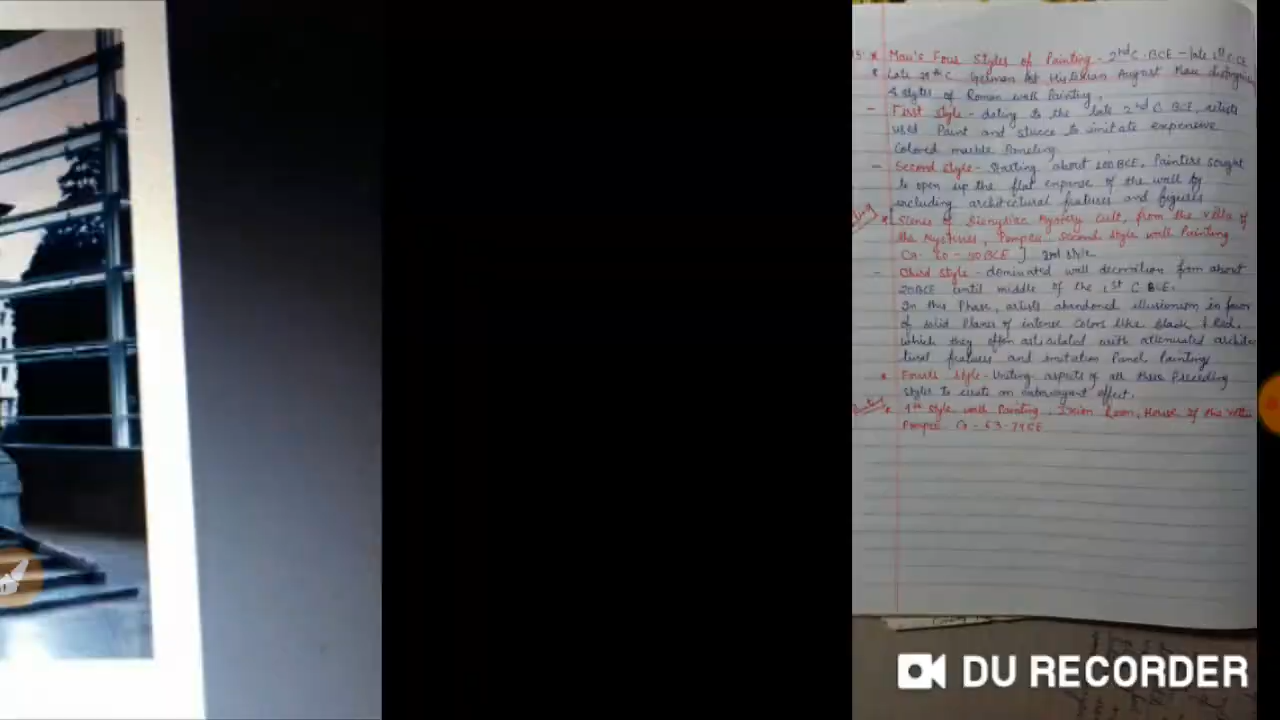 * Mau's Four Styles of Painting - 2nd C. BCE - late 1st C. CE
* Late 19th C German Art Historian August Mau
4 styles of Roman wall Painting.
- First style - dating to the late 2nd C BCE, artists
used Paint and stucco to imitate expensive
colored marble Paneling
- Second style - Starting about 100 BCE, Painters sought
to open up the flat expense of the wall by
including architectural features and figures
* [Scenes of Dionysiac Mystery Cult, from the Villa of
the Mysteries, Pompeii second style wall Painting
Ca. 60 - 50 BCE ] 2nd style
- Third style - dominated wall decoration from about
20BCE until middle of the 1st C BCE.
In this Phase, artists abandoned illusionism in favor
of solid Planes of intense colors like Black & Red,
which they often articulated with attenuated architec
tural features and imitation Panel Paintings
* Fourth style - Uniting aspects of all three Preceding
styles to create an extravagant effect.
* 4th style wall Painting, Ixion Room, House of the Vettii
Pompeii Ca - 63-79 CE
DU RECORDER